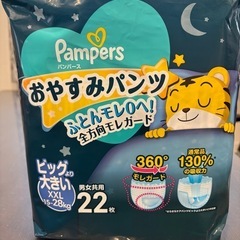 Pampers
パンパース
おやすみパンツ
ふとんモレ0へ!
全方向モレガード
ビッグより
大きい
XXL
15-28kg
男女共用
22枚
360°
モレガード
通常品
130%
の吸収力